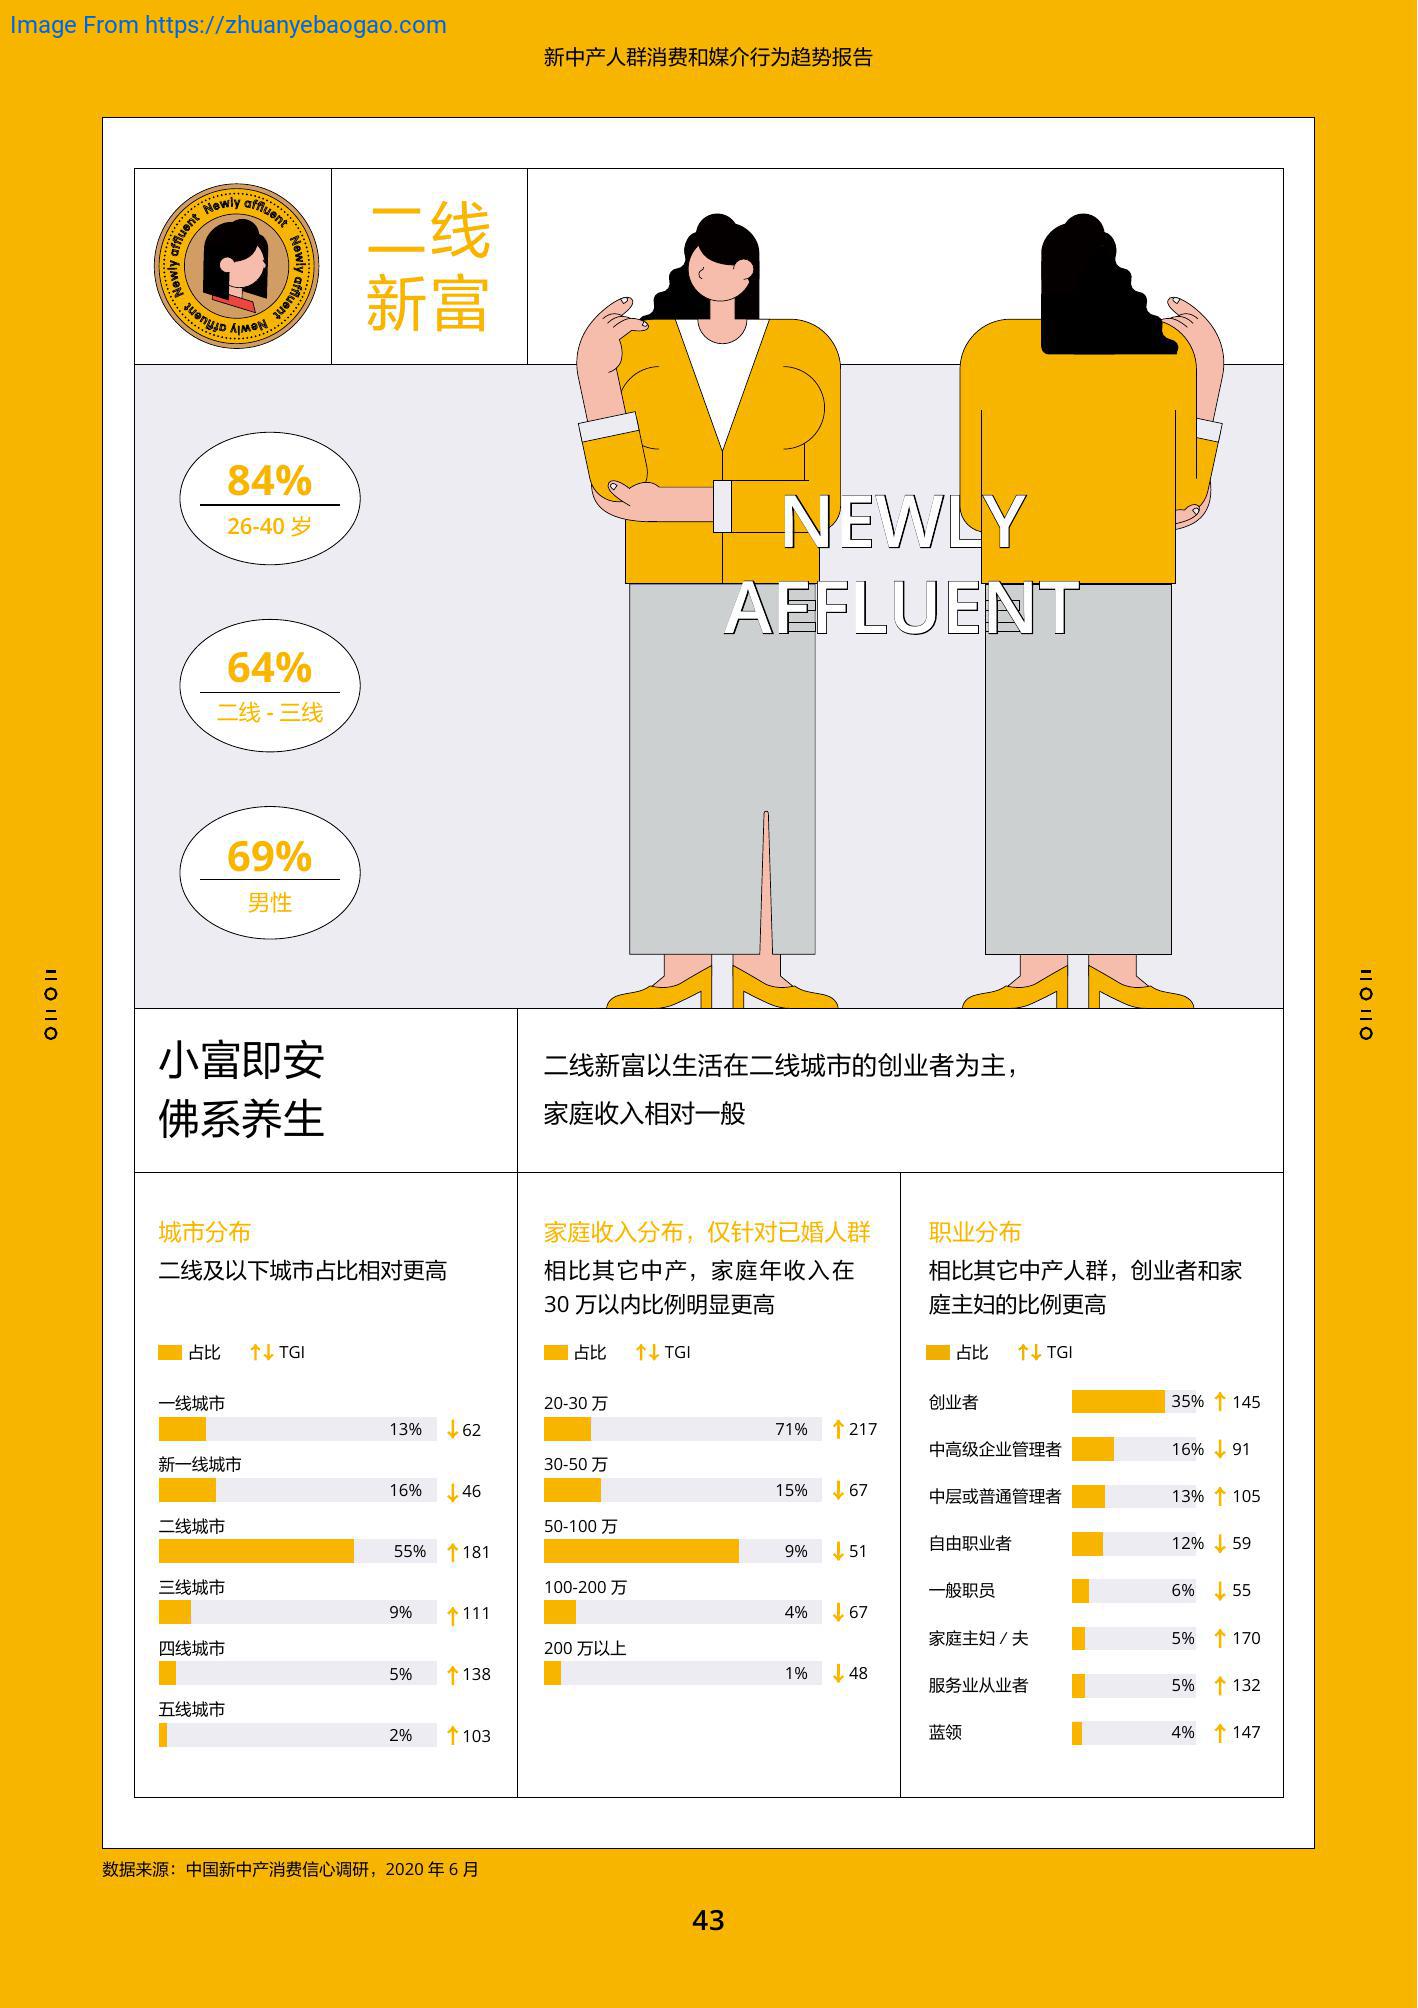 Image From https://zhuanyebaogao.com
新中产人群消费和媒介行为趋势报告
Newly affluent Newly affluent Newly affluent Newly affluent
二线
新富
84%
26-40 岁
64%
二线 - 三线
69%
男性
NEWLY
AFFLUENT
二〇二〇
二〇二〇
小富即安
佛系养生
二线新富以生活在二线城市的创业者为主，
家庭收入相对一般
城市分布
二线及以下城市占比相对更高
占比 ↑↓ TGI
一线城市
13% ↓ 62
新一线城市
16% ↓ 46
二线城市
55% ↑ 181
三线城市
9% ↑ 111
四线城市
5% ↑ 138
五线城市
2% ↑ 103
家庭收入分布，仅针对已婚人群
相比其它中产，家庭年收入在
30 万以内比例明显更高
占比 ↑↓ TGI
20-30 万
71% ↑ 217
30-50 万
15% ↓ 67
50-100 万
9% ↓ 51
100-200 万
4% ↓ 67
200 万以上
1% ↓ 48
职业分布
相比其它中产人群，创业者和家
庭主妇的比例更高
占比 ↑↓ TGI
创业者 35% ↑ 145
中高级企业管理者 16% ↓ 91
中层或普通管理者 13% ↑ 105
自由职业者 12% ↓ 59
一般职员 6% ↓ 55
家庭主妇 / 夫 5% ↑ 170
服务业从业者 5% ↑ 132
蓝领 4% ↑ 147
数据来源：中国新中产消费信心调研，2020 年 6 月
43